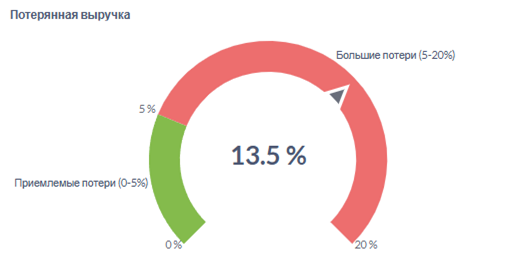 Потерянная выручка
Большие потери (5-20%)
5 %
13.5 %
Приемлемые потери (0-5%)
0 %
20 %